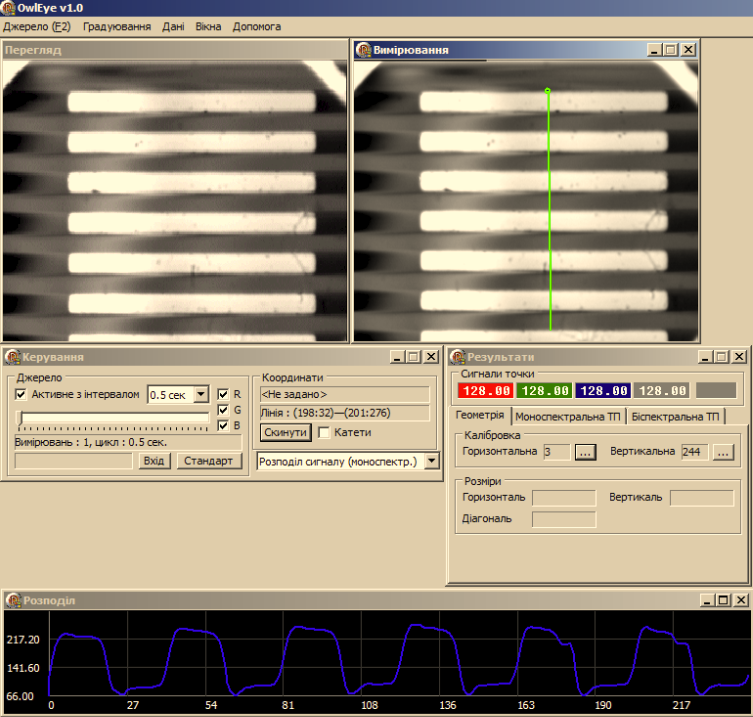 OwlEye v1.0
Джерело (F2) Градуювання Дані Вікна Допомога
Перегляд
Вимірювання
Керування
Джерело
Активне з інтервалом 0.5 сек R
G
B
Вимірювань : 1, цикл : 0.5 сек.
Вхід Стандарт
Координати
<Не задано>
Лінія : (198:32)—(201:276)
Скинути Катети
Розподіл сигналу (моноспектр.)
Результати
Сигнали точки
128.00 128.00 128.00 128.00
Геометрія Моноспектральна ТП Біспектральна ТП
Калібровка
Горизонтальна 3 ... Вертикальна 244 ...
Розміри
Горизонталь Вертикаль
Діагональ
Розподіл
217.20
141.60
66.00
0 27 54 81 108 136 163 190 217